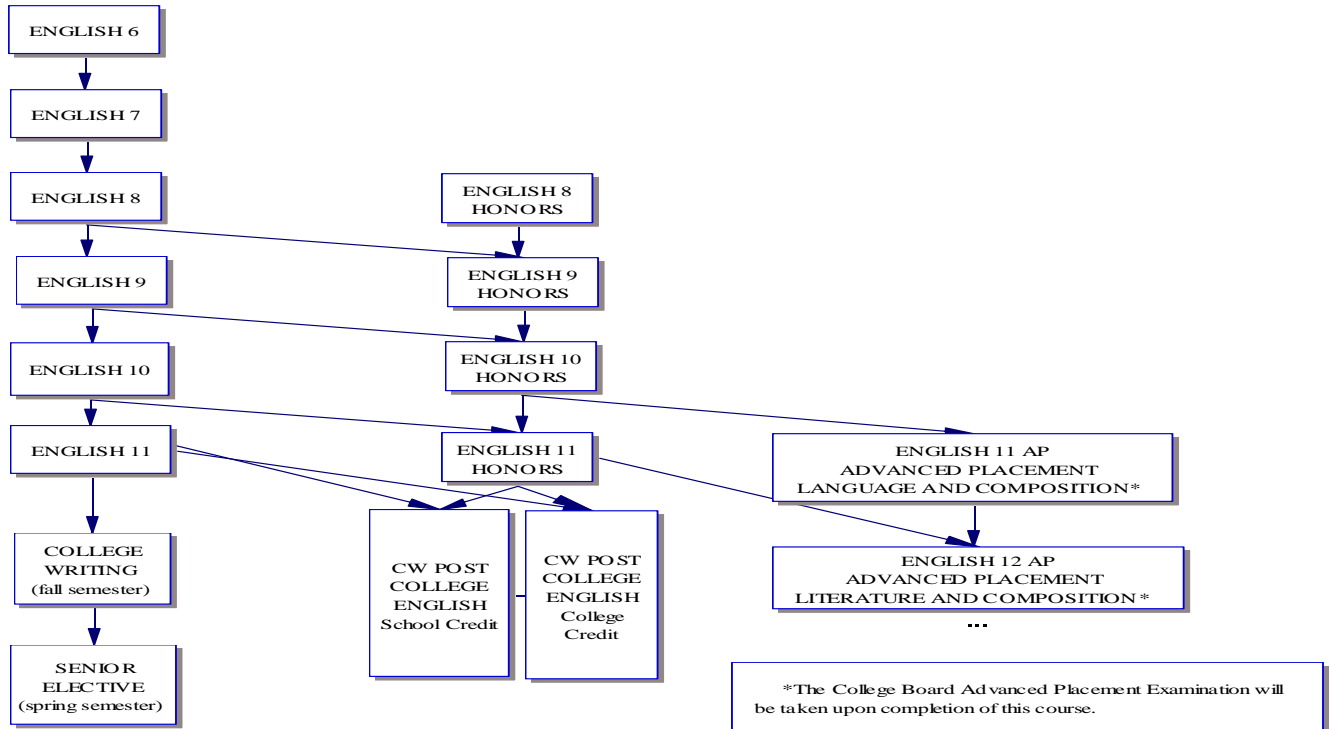 ENGLISH 6
ENGLISH 7
ENGLISH 8
ENGLISH 8
HONORS
ENGLISH 9
ENGLISH 9
HONORS
ENGLISH 10
ENGLISH 10
HONORS
ENGLISH 11
ENGLISH 11
HONORS
ENGLISH 11 AP
ADVANCED PLACEMENT
LANGUAGE AND COMPOSITION*
COLLEGE
WRITING
(fall semester)
CW POST
COLLEGE
ENGLISH
School Credit
CW POST
COLLEGE
ENGLISH
College
Credit
ENGLISH 12 AP
ADVANCED PLACEMENT
LITERATURE AND COMPOSITION*
...
SENIOR
ELECTIVE
(spring semester)
*The College Board Advanced Placement Examination will
be taken upon completion of this course.